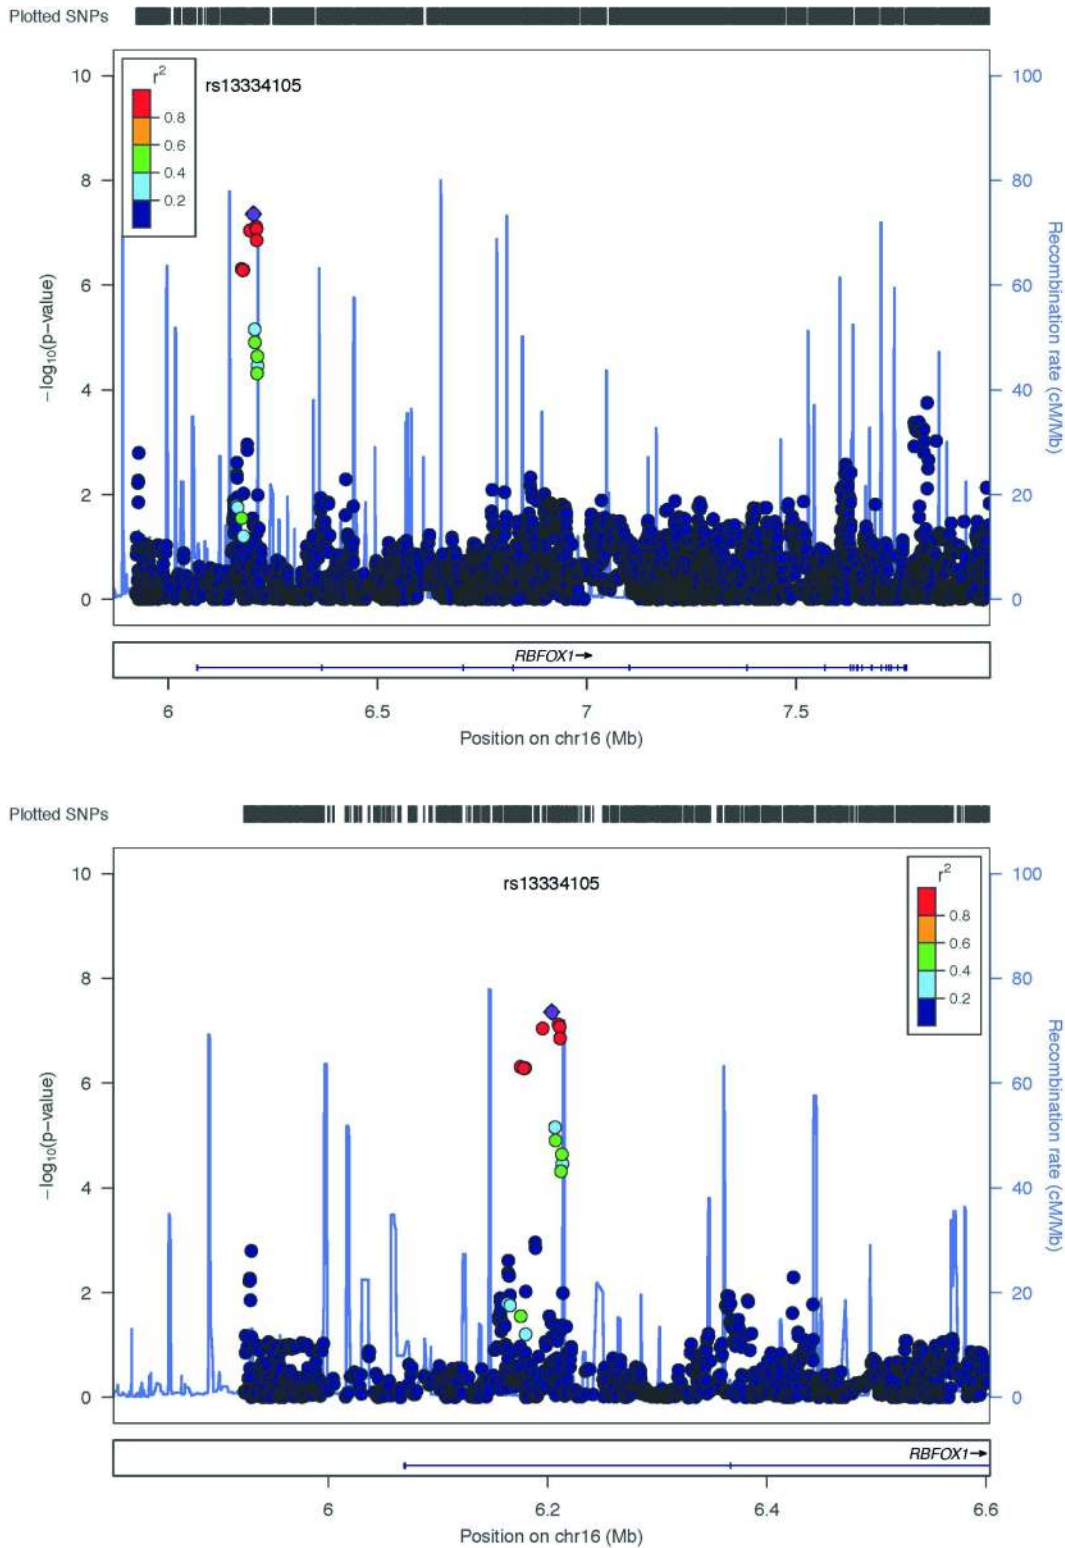 Plotted SNPs
10
8
6
4
2
0
−log10(p−value)
r2
0.8
0.6
0.4
0.2
rs13334105
100
80
60
40
20
0
Recombination rate (cM/Mb)
RBFOX1→
6
6.5
7
7.5
Position on chr16 (Mb)
Plotted SNPs
10
8
6
4
2
0
−log10(p−value)
rs13334105
r2
0.8
0.6
0.4
0.2
100
80
60
40
20
0
Recombination rate (cM/Mb)
RBFOX1→
6
6.2
6.4
6.6
Position on chr16 (Mb)